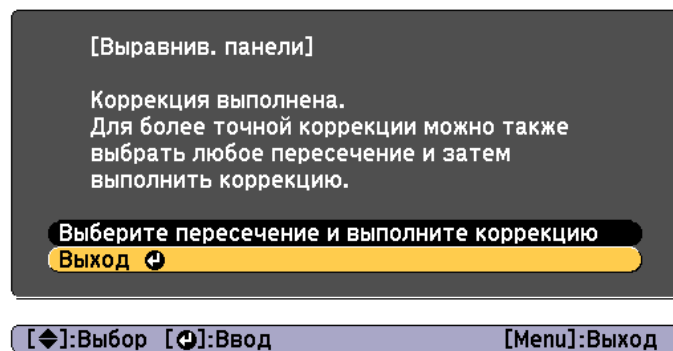 [Выравнив. панели]
Коррекция выполнена.
Для более точной коррекции можно также
выбрать любое пересечение и затем
выполнить коррекцию.
Выберите пересечение и выполните коррекцию
Выход
[◆]:Выбор [⏎]:Ввод [Menu]:Выход